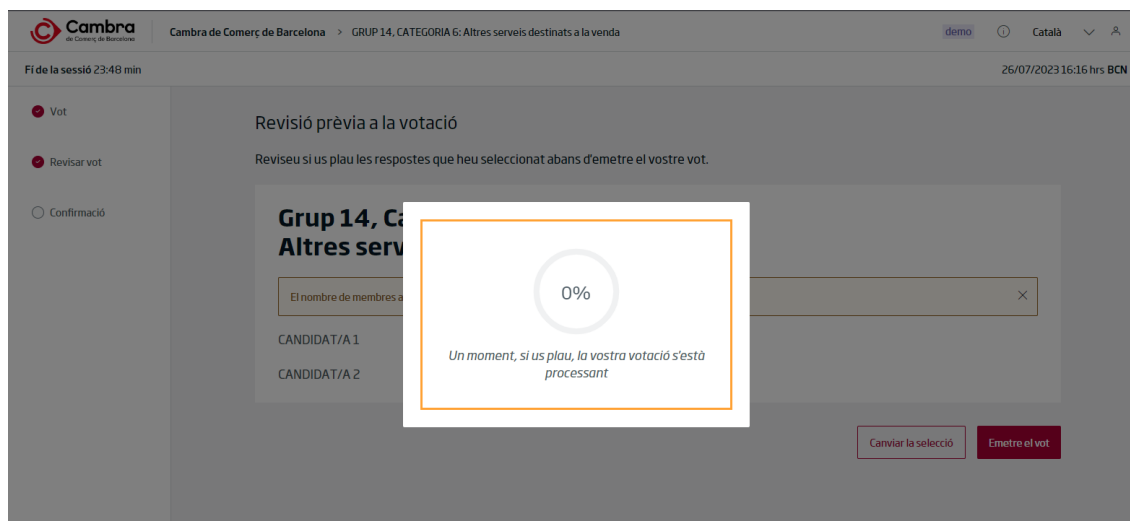 Cambra
de Comerç de Barcelona
Cambra de Comerç de Barcelona > GRUP 14, CATEGORIA 6: Altres serveis destinats a la venda
demo
Català
Fi de la sessió 23:48 min
26/07/2023 16:16 hrs BCN
Vot
Revisar vot
Confirmació
Revisió prèvia a la votació
Reviseu si us plau les respostes que heu seleccionat abans d'emetre el vostre vot.
Grup 14, Ca
Altres serv
El nombre de membres a
CANDIDAT/A 1
CANDIDAT/A 2
0%
Un moment, si us plau, la vostra votació s'està
processant
Canviar la selecció
Emetre el vot